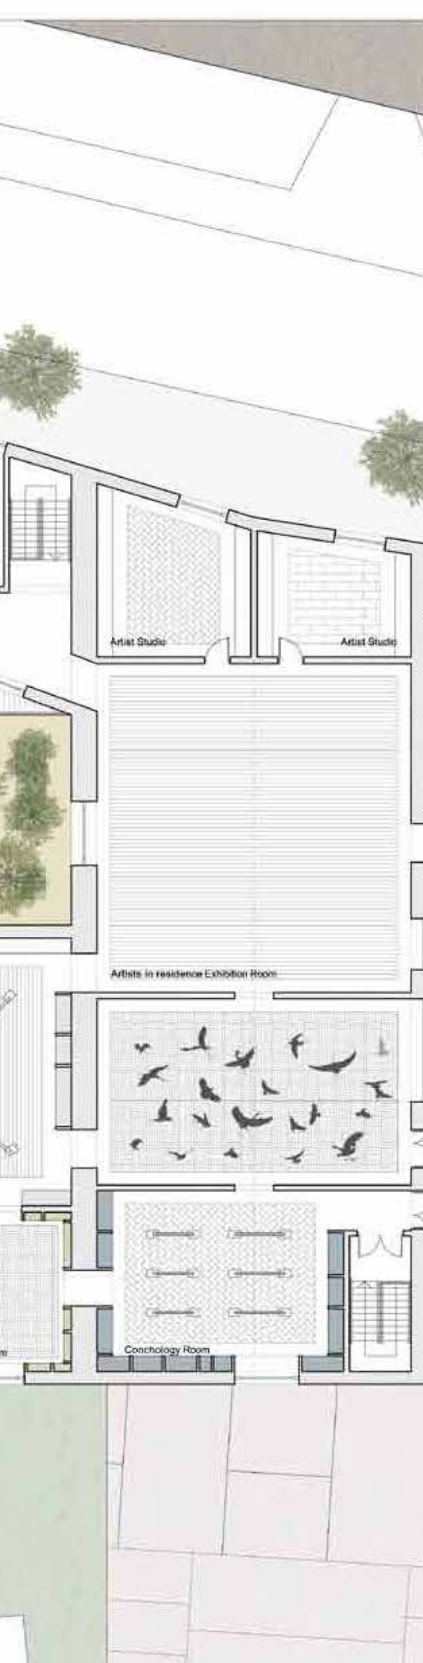 Artist Studio
Artist Studio
Artists in residence Exhibition Room
Conchology Room
m